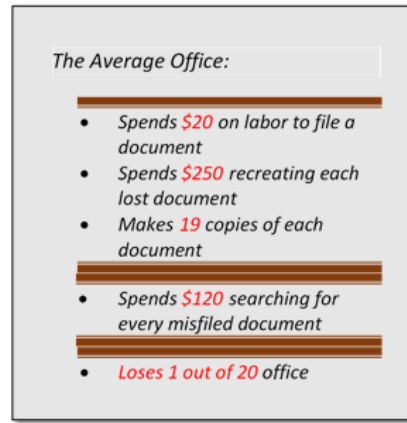 The Average Office:
• Spends $20 on labor to file a
document
• Spends $250 recreating each
lost document
• Makes 19 copies of each
document
• Spends $120 searching for
every misfiled document
• Loses 1 out of 20 office